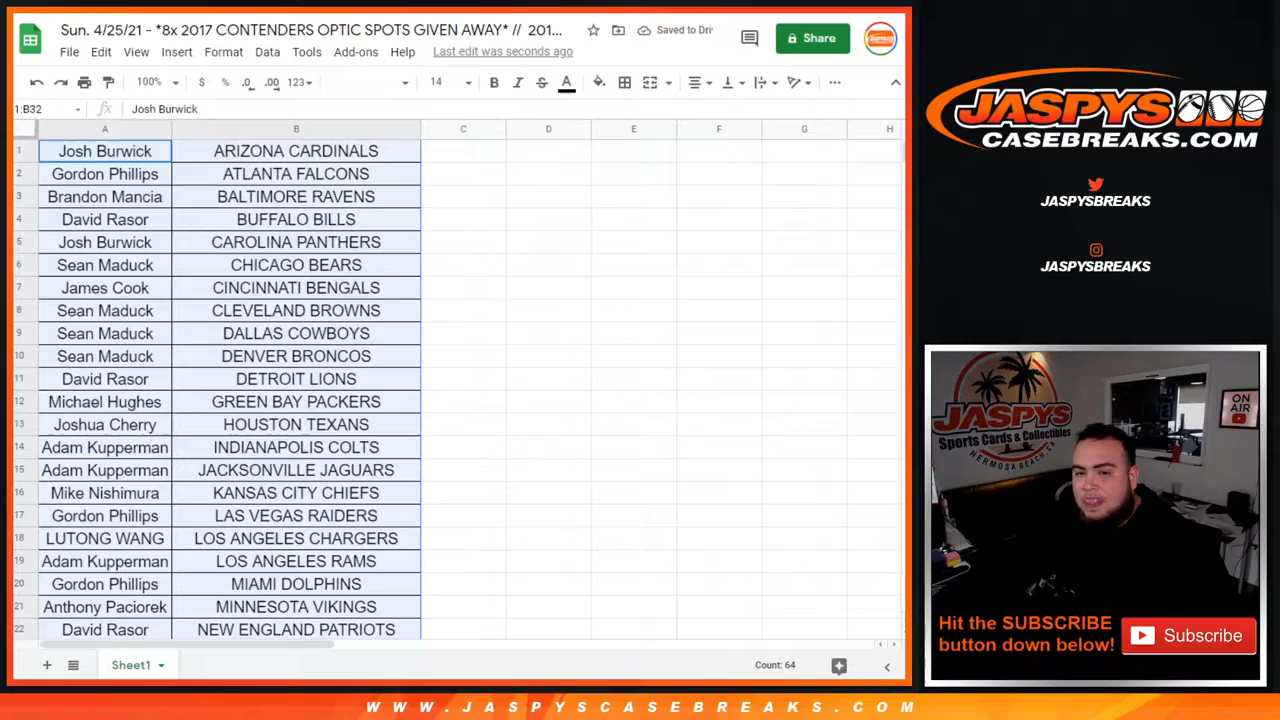 Sun. 4/25/21 - *8x 2017 CONTENDERS OPTIC SPOTS GIVEN AWAY* // 201...
Saved to Driv
Share
File Edit View Insert Format Data Tools Add-ons Help Last edit was seconds ago
100% $ % .0 .00 123 14 B I S A
1:B32 fx Josh Burwick
A B C D E F G H
1 Josh Burwick ARIZONA CARDINALS
2 Gordon Phillips ATLANTA FALCONS
3 Brandon Mancia BALTIMORE RAVENS
4 David Rasor BUFFALO BILLS
5 Josh Burwick CAROLINA PANTHERS
6 Sean Maduck CHICAGO BEARS
7 James Cook CINCINNATI BENGALS
8 Sean Maduck CLEVELAND BROWNS
9 Sean Maduck DALLAS COWBOYS
10 Sean Maduck DENVER BRONCOS
11 David Rasor DETROIT LIONS
12 Michael Hughes GREEN BAY PACKERS
13 Joshua Cherry HOUSTON TEXANS
14 Adam Kupperman INDIANAPOLIS COLTS
15 Adam Kupperman JACKSONVILLE JAGUARS
16 Mike Nishimura KANSAS CITY CHIEFS
17 Gordon Phillips LAS VEGAS RAIDERS
18 LUTONG WANG LOS ANGELES CHARGERS
19 Adam Kupperman LOS ANGELES RAMS
20 Gordon Phillips MIAMI DOLPHINS
21 Anthony Paciorek MINNESOTA VIKINGS
22 David Rasor NEW ENGLAND PATRIOTS
Sheet1
Count: 64
JASPYS
CASEBREAKS.COM
JASPYSBREAKS
JASPYSBREAKS
JASPYS
Sports Cards & Collectibles
HERMOSA BEACH, CA
ON
AIR
Hit the SUBSCRIBE
button down below!
Subscribe
WWW.JASPYSCASEBREAKS.COM